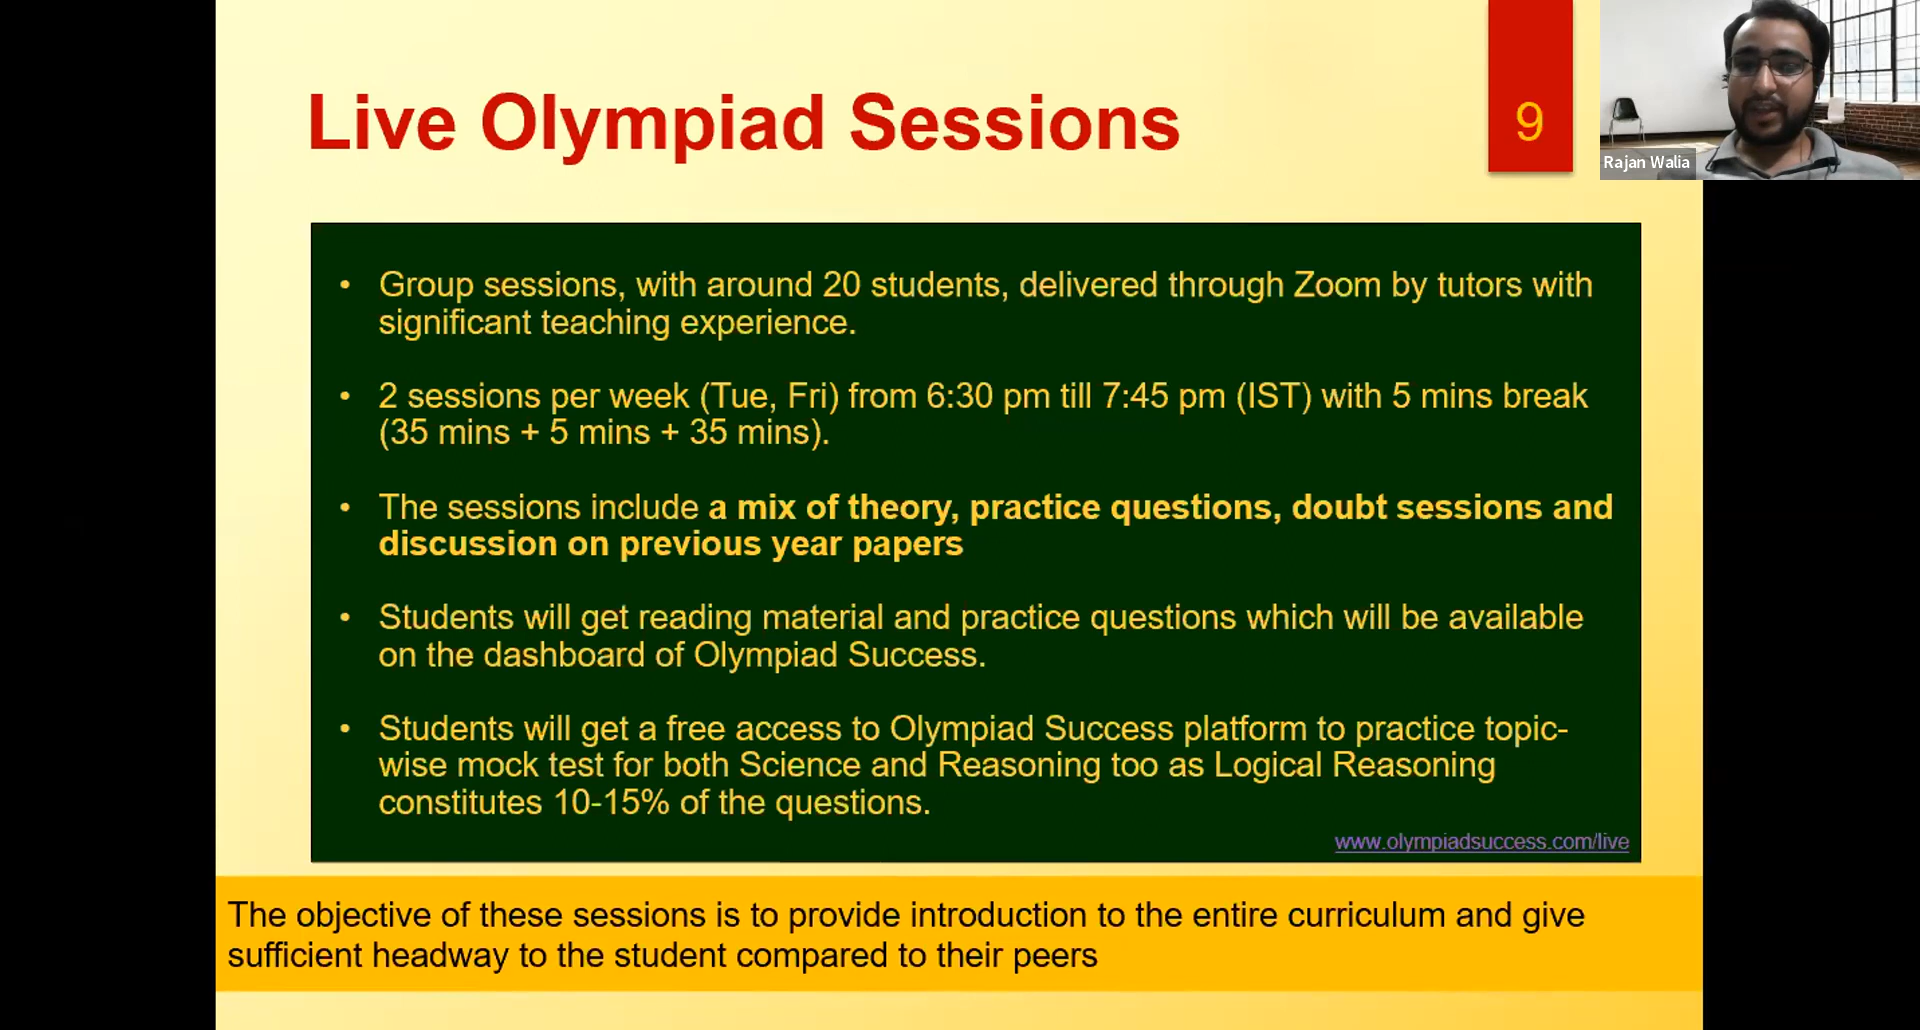 Live Olympiad Sessions
9
Rajan Walia
• Group sessions, with around 20 students, delivered through Zoom by tutors with
significant teaching experience.
• 2 sessions per week (Tue, Fri) from 6:30 pm till 7:45 pm (IST) with 5 mins break
(35 mins + 5 mins + 35 mins).
• The sessions include a mix of theory, practice questions, doubt sessions and
discussion on previous year papers
• Students will get reading material and practice questions which will be available
on the dashboard of Olympiad Success.
• Students will get a free access to Olympiad Success platform to practice topic-
wise mock test for both Science and Reasoning too as Logical Reasoning
constitutes 10-15% of the questions.
www.olympiadsuccess.com/live
The objective of these sessions is to provide introduction to the entire curriculum and give
sufficient headway to the student compared to their peers